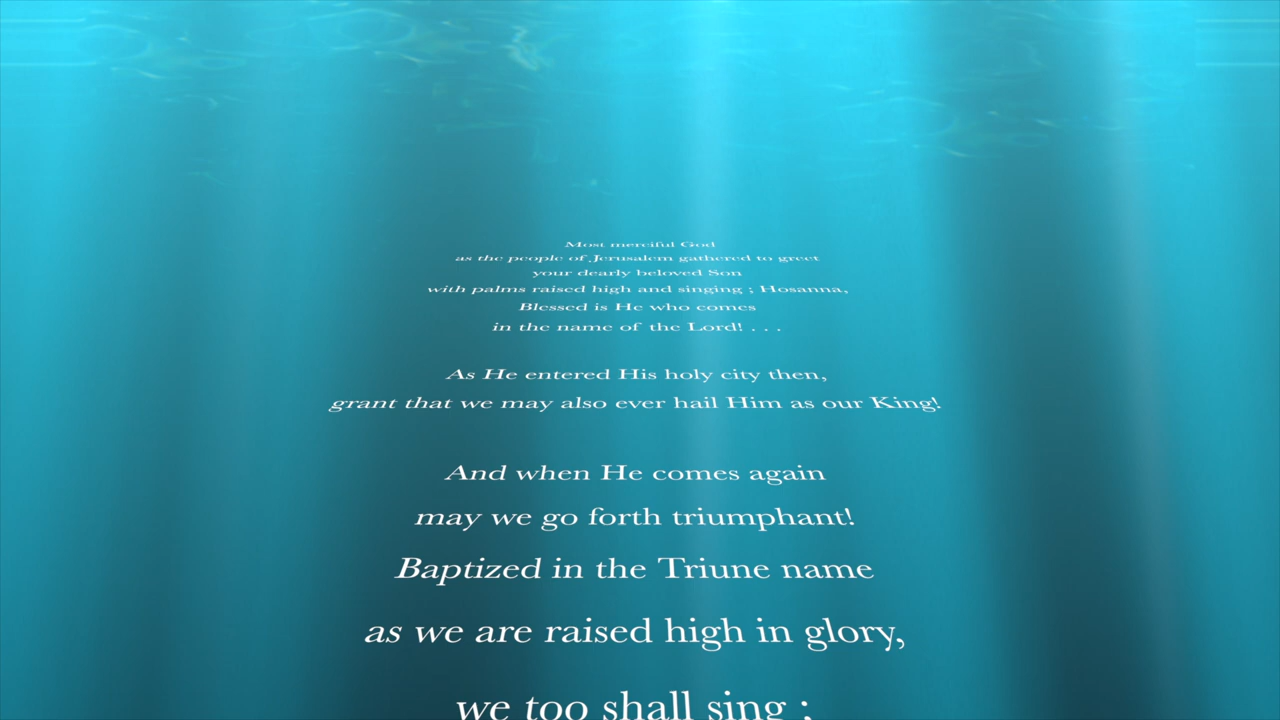 Most merciful God
as the people of Jerusalem gathered to greet
your dearly beloved Son
with palms raised high and singing ; Hosanna,
Blessed is He who comes
in the name of the Lord! . . .
As He entered His holy city then,
grant that we may also ever hail Him as our King!
And when He comes again
may we go forth triumphant!
Baptized in the Triune name
as we are raised high in glory,
we too shall sing ;